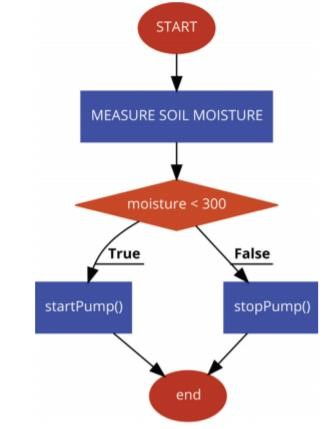 START
MEASURE SOIL MOISTURE
moisture < 300
True
False
startPump()
stopPump()
end